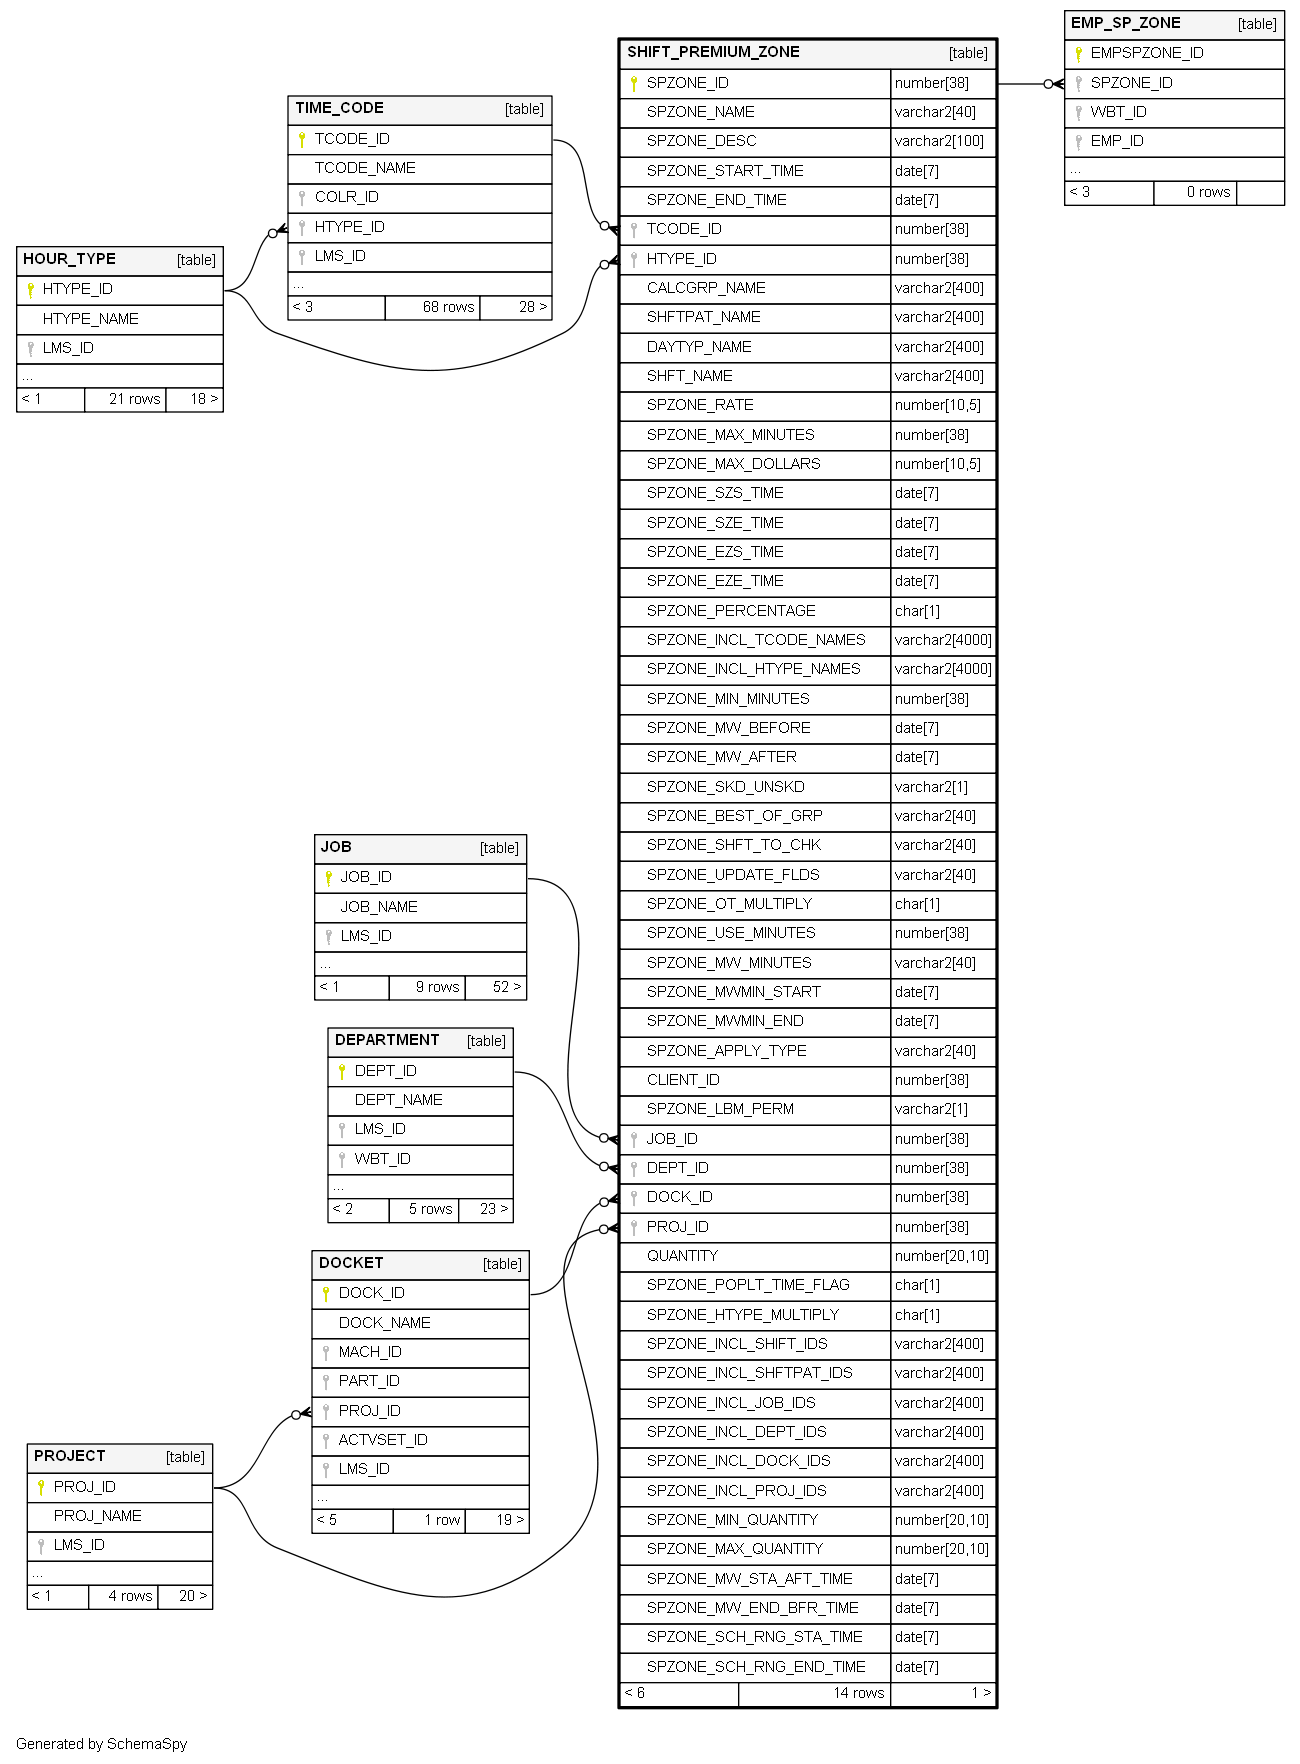 EMP_SP_ZONE [table]
EMPSPZONE_ID
SPZONE_ID
WBT_ID
EMP_ID
...
< 3 0 rows
SHIFT_PREMIUM_ZONE [table]
SPZONE_ID number[38]
SPZONE_NAME varchar2[40]
SPZONE_DESC varchar2[100]
SPZONE_START_TIME date[7]
SPZONE_END_TIME date[7]
TCODE_ID number[38]
HTYPE_ID number[38]
CALCGRP_NAME varchar2[400]
SHFTPAT_NAME varchar2[400]
DAYTYP_NAME varchar2[400]
SHFT_NAME varchar2[400]
SPZONE_RATE number[10,5]
SPZONE_MAX_MINUTES number[38]
SPZONE_MAX_DOLLARS number[10,5]
SPZONE_SZS_TIME date[7]
SPZONE_SZE_TIME date[7]
SPZONE_EZS_TIME date[7]
SPZONE_EZE_TIME date[7]
SPZONE_PERCENTAGE char[1]
SPZONE_INCL_TCODE_NAMES varchar2[4000]
SPZONE_INCL_HTYPE_NAMES varchar2[4000]
SPZONE_MIN_MINUTES number[38]
SPZONE_MW_BEFORE date[7]
SPZONE_MW_AFTER date[7]
SPZONE_SKD_UNSKD varchar2[1]
SPZONE_BEST_OF_GRP varchar2[40]
SPZONE_SHFT_TO_CHK varchar2[40]
SPZONE_UPDATE_FLDS varchar2[40]
SPZONE_OT_MULTIPLY char[1]
SPZONE_USE_MINUTES number[38]
SPZONE_MW_MINUTES varchar2[40]
SPZONE_MWMIN_START date[7]
SPZONE_MWMIN_END date[7]
SPZONE_APPLY_TYPE varchar2[40]
CLIENT_ID number[38]
SPZONE_LBM_PERM varchar2[1]
JOB_ID number[38]
DEPT_ID number[38]
DOCK_ID number[38]
PROJ_ID number[38]
QUANTITY number[20,10]
SPZONE_POPLT_TIME_FLAG char[1]
SPZONE_HTYPE_MULTIPLY char[1]
SPZONE_INCL_SHIFT_IDS varchar2[400]
SPZONE_INCL_SHFTPAT_IDS varchar2[400]
SPZONE_INCL_JOB_IDS varchar2[400]
SPZONE_INCL_DEPT_IDS varchar2[400]
SPZONE_INCL_DOCK_IDS varchar2[400]
SPZONE_INCL_PROJ_IDS varchar2[400]
SPZONE_MIN_QUANTITY number[20,10]
SPZONE_MAX_QUANTITY number[20,10]
SPZONE_MW_STA_AFT_TIME date[7]
SPZONE_MW_END_BFR_TIME date[7]
SPZONE_SCH_RNG_STA_TIME date[7]
SPZONE_SCH_RNG_END_TIME date[7]
< 6 14 rows 1 >
TIME_CODE [table]
TCODE_ID
TCODE_NAME
COLR_ID
HTYPE_ID
LMS_ID
...
< 3 68 rows 28 >
HOUR_TYPE [table]
HTYPE_ID
HTYPE_NAME
LMS_ID
...
< 1 21 rows 18 >
JOB [table]
JOB_ID
JOB_NAME
LMS_ID
...
< 1 9 rows 52 >
DEPARTMENT [table]
DEPT_ID
DEPT_NAME
LMS_ID
WBT_ID
...
< 2 5 rows 23 >
DOCKET [table]
DOCK_ID
DOCK_NAME
MACH_ID
PART_ID
PROJ_ID
ACTVSET_ID
LMS_ID
...
< 5 1 row 19 >
PROJECT [table]
PROJ_ID
PROJ_NAME
LMS_ID
...
< 1 4 rows 20 >
Generated by SchemaSpy